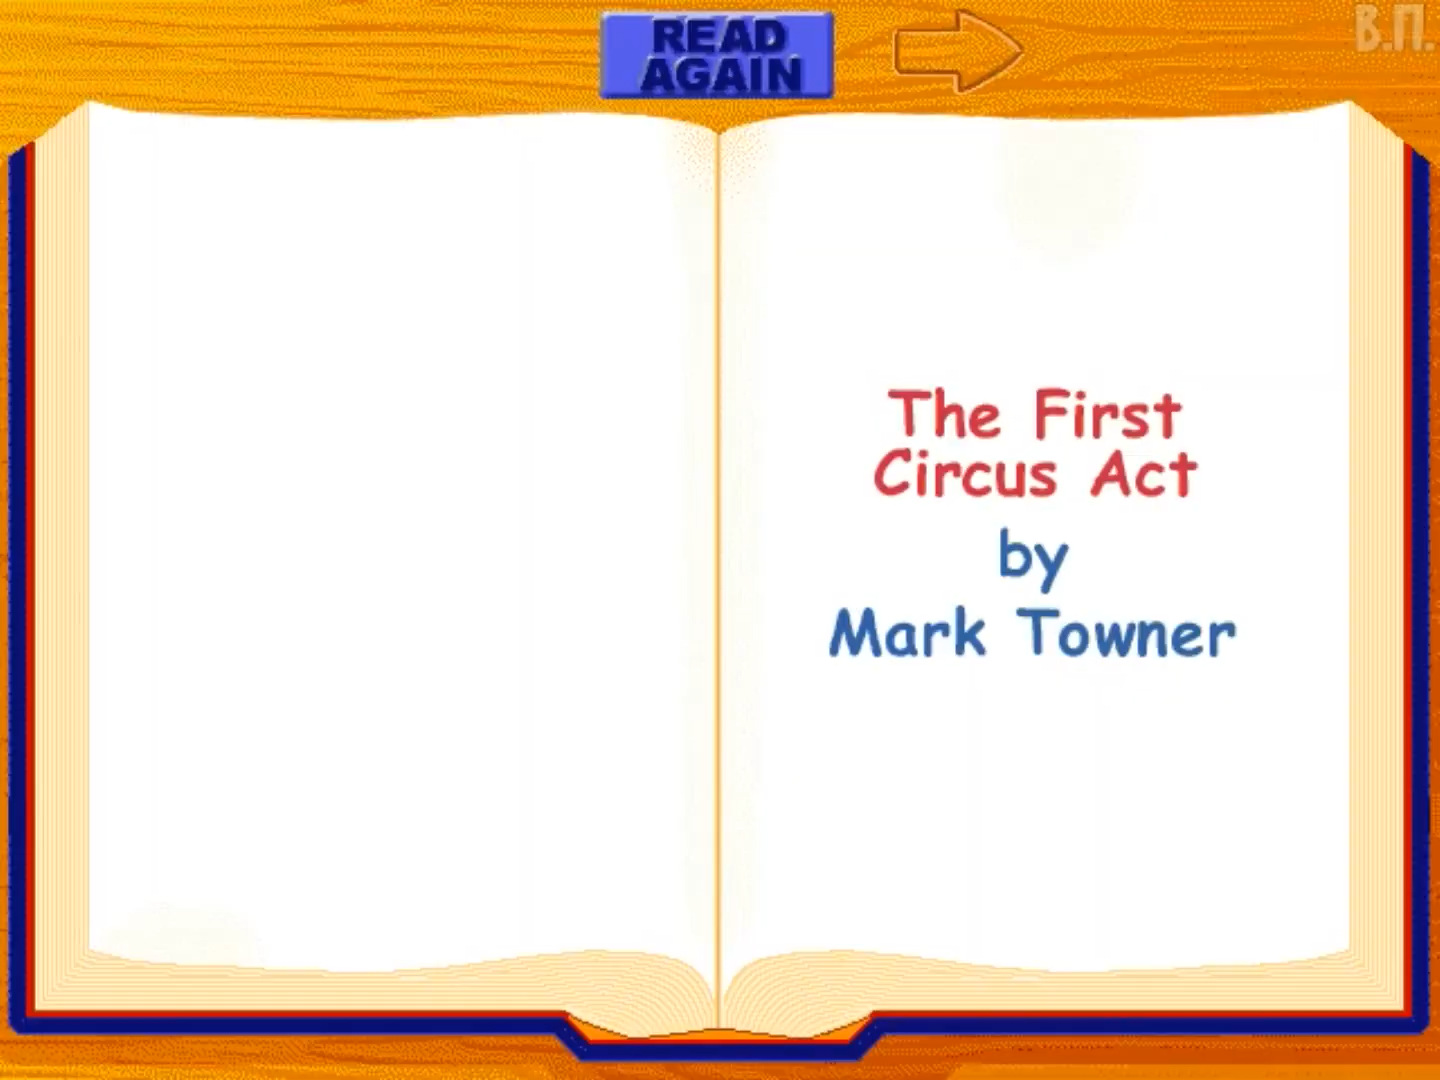 READ
AGAIN
В.П.
The First
Circus Act
by
Mark Towner